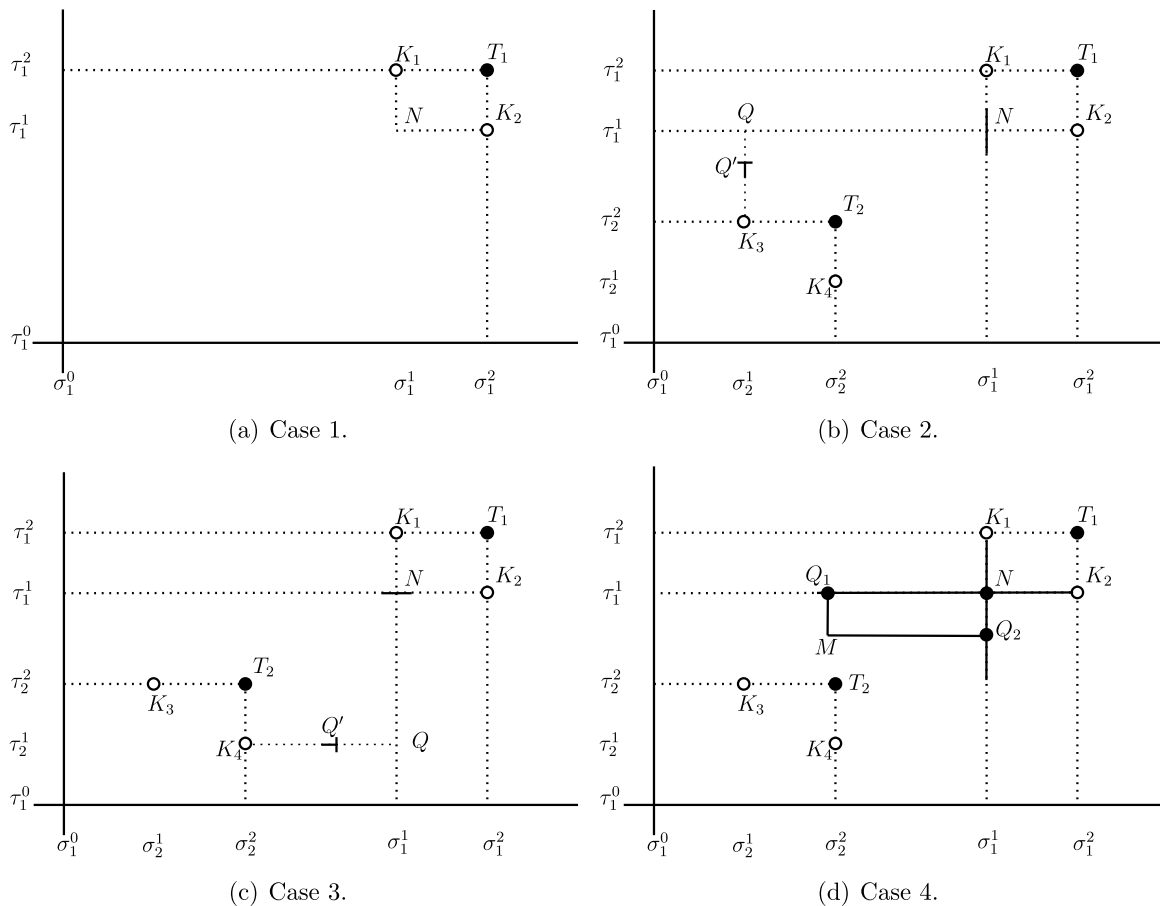 K₁ T₁ K₁ T₁
τ₁² τ₁²
N K₂ Q N K₂
τ₁¹ τ₁¹
Q′
T₂
τ₂²
K₃
τ₂¹ K₄
τ₁⁰ τ₁⁰
σ₁⁰ σ₁¹ σ₁² σ₁⁰ σ₂¹ σ₂² σ₁¹ σ₁²
(a) Case 1. (b) Case 2.
K₁ T₁ K₁ T₁
τ₁² τ₁²
N K₂ Q₁ N K₂
τ₁¹ τ₁¹
Q₂
M
T₂
τ₂² τ₂² T₂
K₃ K₃
Q′
τ₂¹ K₄ Q τ₂¹ K₄
τ₁⁰ τ₁⁰
σ₁⁰ σ₂¹ σ₂² σ₁¹ σ₁² σ₁⁰ σ₂¹ σ₂² σ₁¹ σ₁²
(c) Case 3. (d) Case 4.